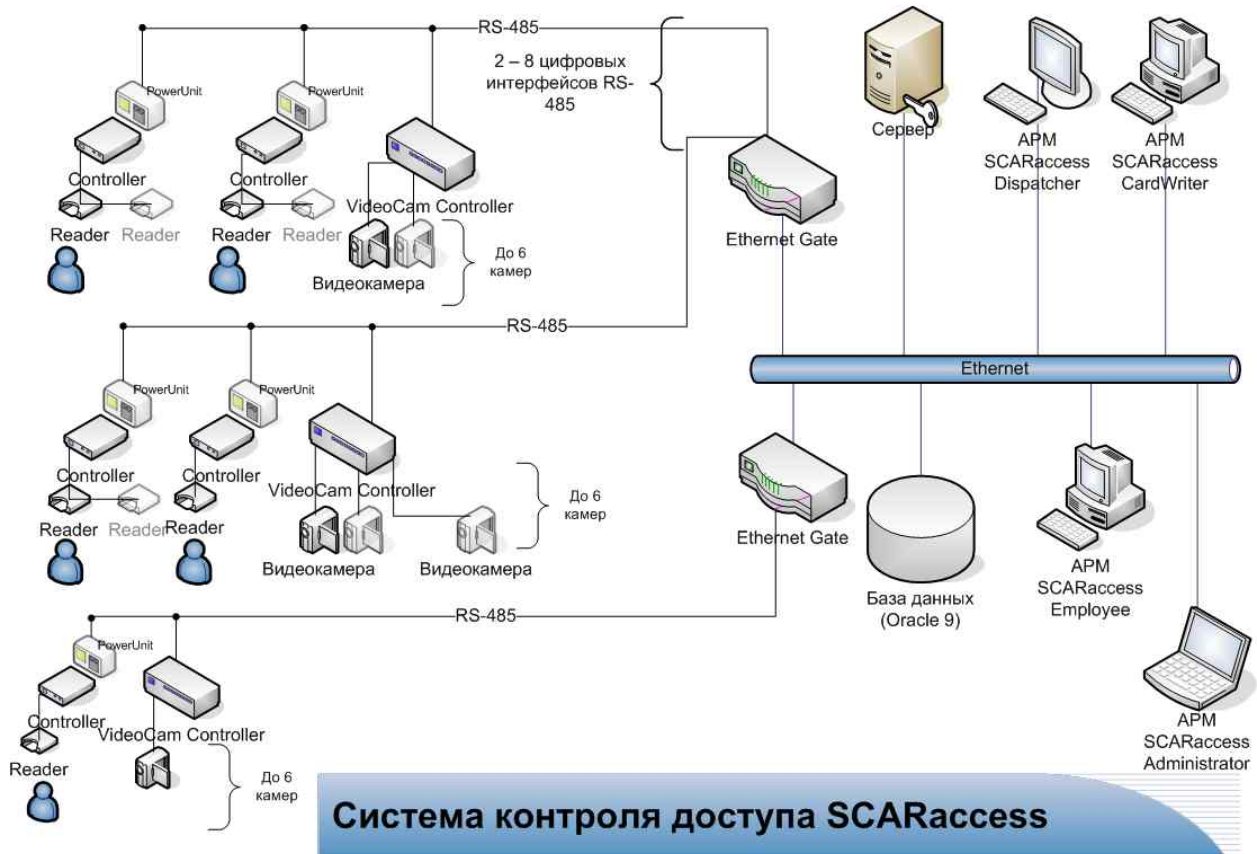 RS-485
2 – 8 цифровых
интерфейсов RS-
485
PowerUnit
PowerUnit
Controller
Controller
VideoCam Controller
Reader
Reader
Reader
Reader
До 6
камер
Видеокамера
Ethernet Gate
Сервер
АРМ
SCARaccess
Dispatcher
АРМ
SCARaccess
CardWriter
RS-485
Ethernet
PowerUnit
PowerUnit
Controller
Controller
VideoCam Controller
Reader
Reader
Reader
До 6
камер
Видеокамера
Видеокамера
Ethernet Gate
База данных
(Oracle 9)
АРМ
SCARaccess
Employee
RS-485
PowerUnit
Controller
VideoCam Controller
Reader
До 6
камер
АРМ
SCARaccess
Administrator
Система контроля доступа SCARaccess